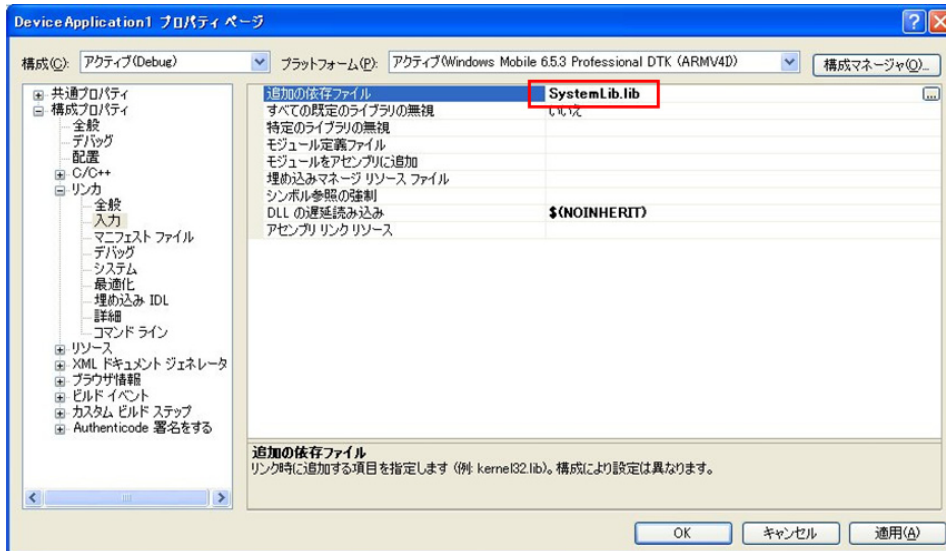 DeviceApplication1 プロパティ ページ
構成(C): アクティブ(Debug) プラットフォーム(P): アクティブ(Windows Mobile 6.5.3 Professional DTK (ARMV4I)) 構成マネージャ(O)...
共通プロパティ
構成プロパティ
全般
デバッグ
配置
C/C++
リンカ
全般
入力
マニフェスト ファイル
デバッグ
システム
最適化
埋め込み IDL
詳細
コマンド ライン
リソース
XML ドキュメント ジェネレータ
ブラウザ情報
ビルド イベント
カスタム ビルド ステップ
Authenticode 署名をする
追加の依存ファイル SystemLib.lib ...
すべての既定のライブラリの無視 いいえ
特定のライブラリの無視
モジュール定義ファイル
モジュールをアセンブリに追加
埋め込みマネージ リソース ファイル
シンボル参照の強制
DLL の遅延読み込み $(NOINHERIT)
アセンブリ リンク リソース
追加の依存ファイル
リンク時に追加する項目を指定します (例: kernel32.lib)。構成により設定は異なります。
OK キャンセル 適用(A)